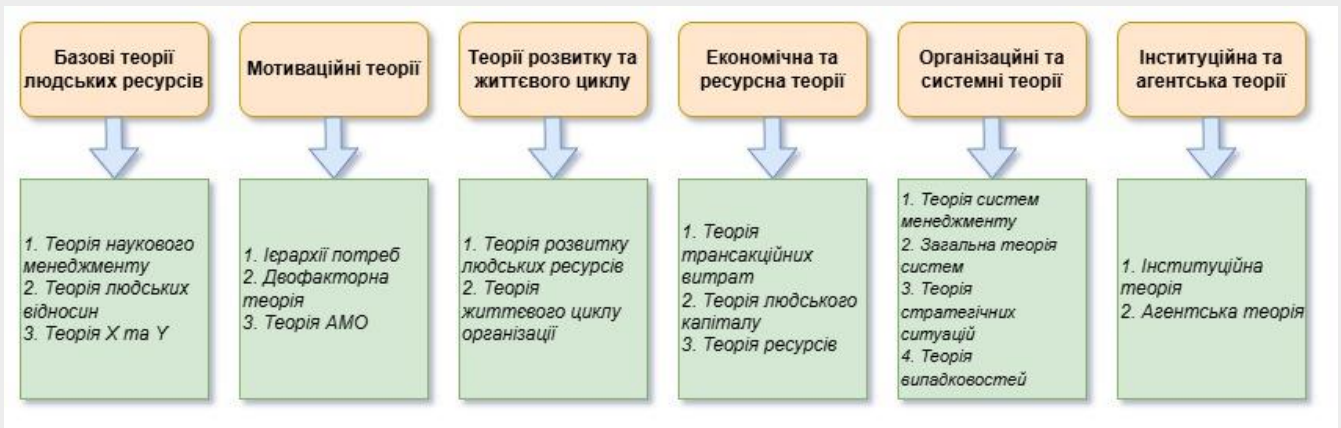 Базові теорії
людських ресурсів
1. Теорія наукового
менеджменту
2. Теорія людських
відносин
3. Теорія X та Y
Мотиваційні теорії
1. Ієрархії потреб
2. Двофакторна
теорія
3. Теорія АМО
Теорії розвитку та
життєвого циклу
1. Теорія розвитку
людських ресурсів
2. Теорія
життєвого циклу
організації
Економічна та
ресурсна теорії
1. Теорія
трансакційних
витрат
2. Теорія людського
капіталу
3. Теорія ресурсів
Організаційні та
системні теорії
1. Теорія систем
менеджменту
2. Загальна теорія
систем
3. Теорія
стратегічних
ситуацій
4. Теорія
випадковостей
Інституційна та
агентська теорії
1. Інституційна
теорія
2. Агентська теорія